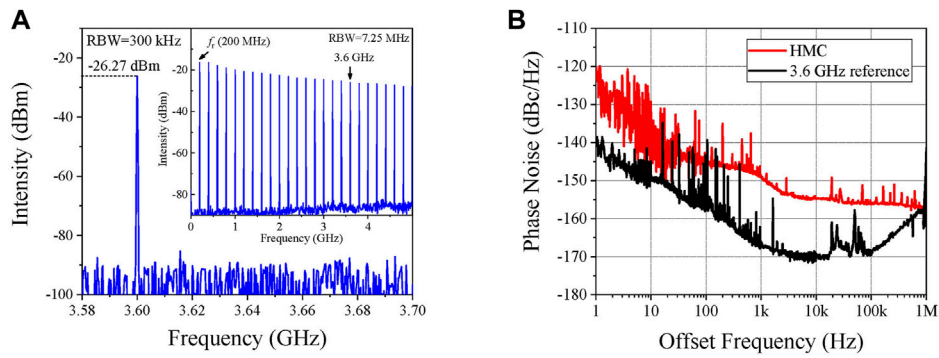 A
B
RBW=300 kHz
-26.27 dBm
fr (200 MHz)
RBW=7.25 MHz
3.6 GHz
-20
-40
-60
-80
Intensity (dBm)
0 1 2 3 4
Frequency (GHz)
-20
-40
-60
-80
-100
Intensity (dBm)
3.58 3.60 3.62 3.64 3.66 3.68 3.70
Frequency (GHz)
HMC
3.6 GHz reference
-120
-130
-140
-150
-160
-170
-180
Phase Noise (dBc/Hz)
1 10 100 1k 10k 100k 1M
Offset Frequency (Hz)